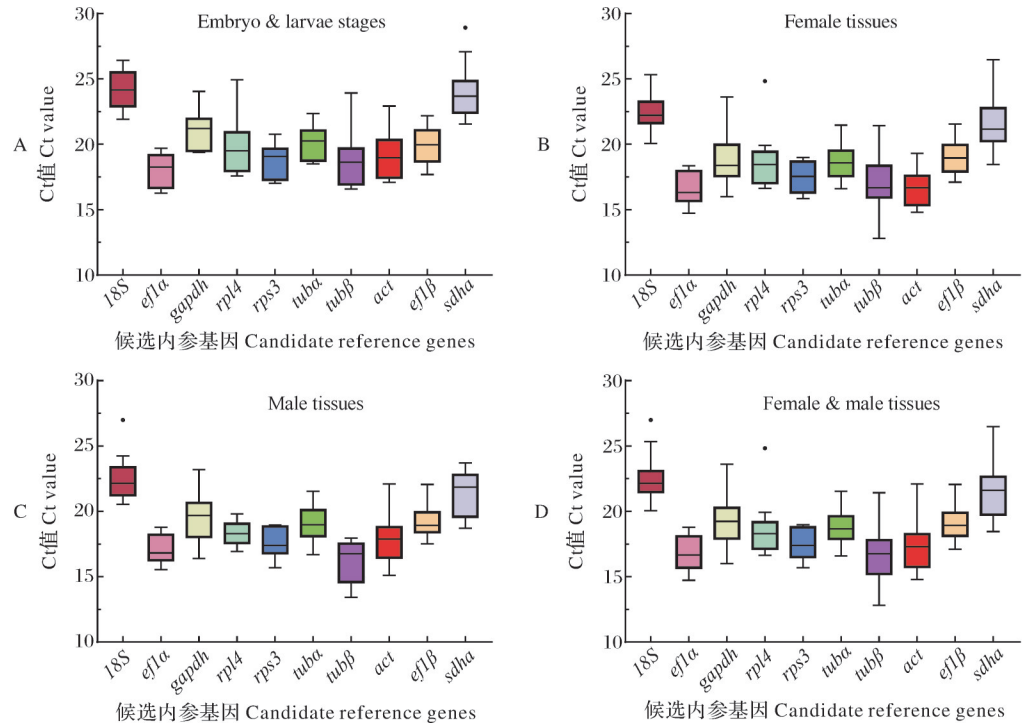 A
Embryo & larvae stages
Ct值 Ct value
30
25
20
15
10
18S
ef1α
gapdh
rpl4
rps3
tubα
tubβ
act
ef1β
sdha
候选内参基因 Candidate reference genes
B
Female tissues
Ct值 Ct value
30
25
20
15
10
18S
ef1α
gapdh
rpl4
rps3
tubα
tubβ
act
ef1β
sdha
候选内参基因 Candidate reference genes
C
Male tissues
Ct值 Ct value
30
25
20
15
10
18S
ef1α
gapdh
rpl4
rps3
tubα
tubβ
act
ef1β
sdha
候选内参基因 Candidate reference genes
D
Female & male tissues
Ct值 Ct value
30
25
20
15
10
18S
ef1α
gapdh
rpl4
rps3
tubα
tubβ
act
ef1β
sdha
候选内参基因 Candidate reference genes